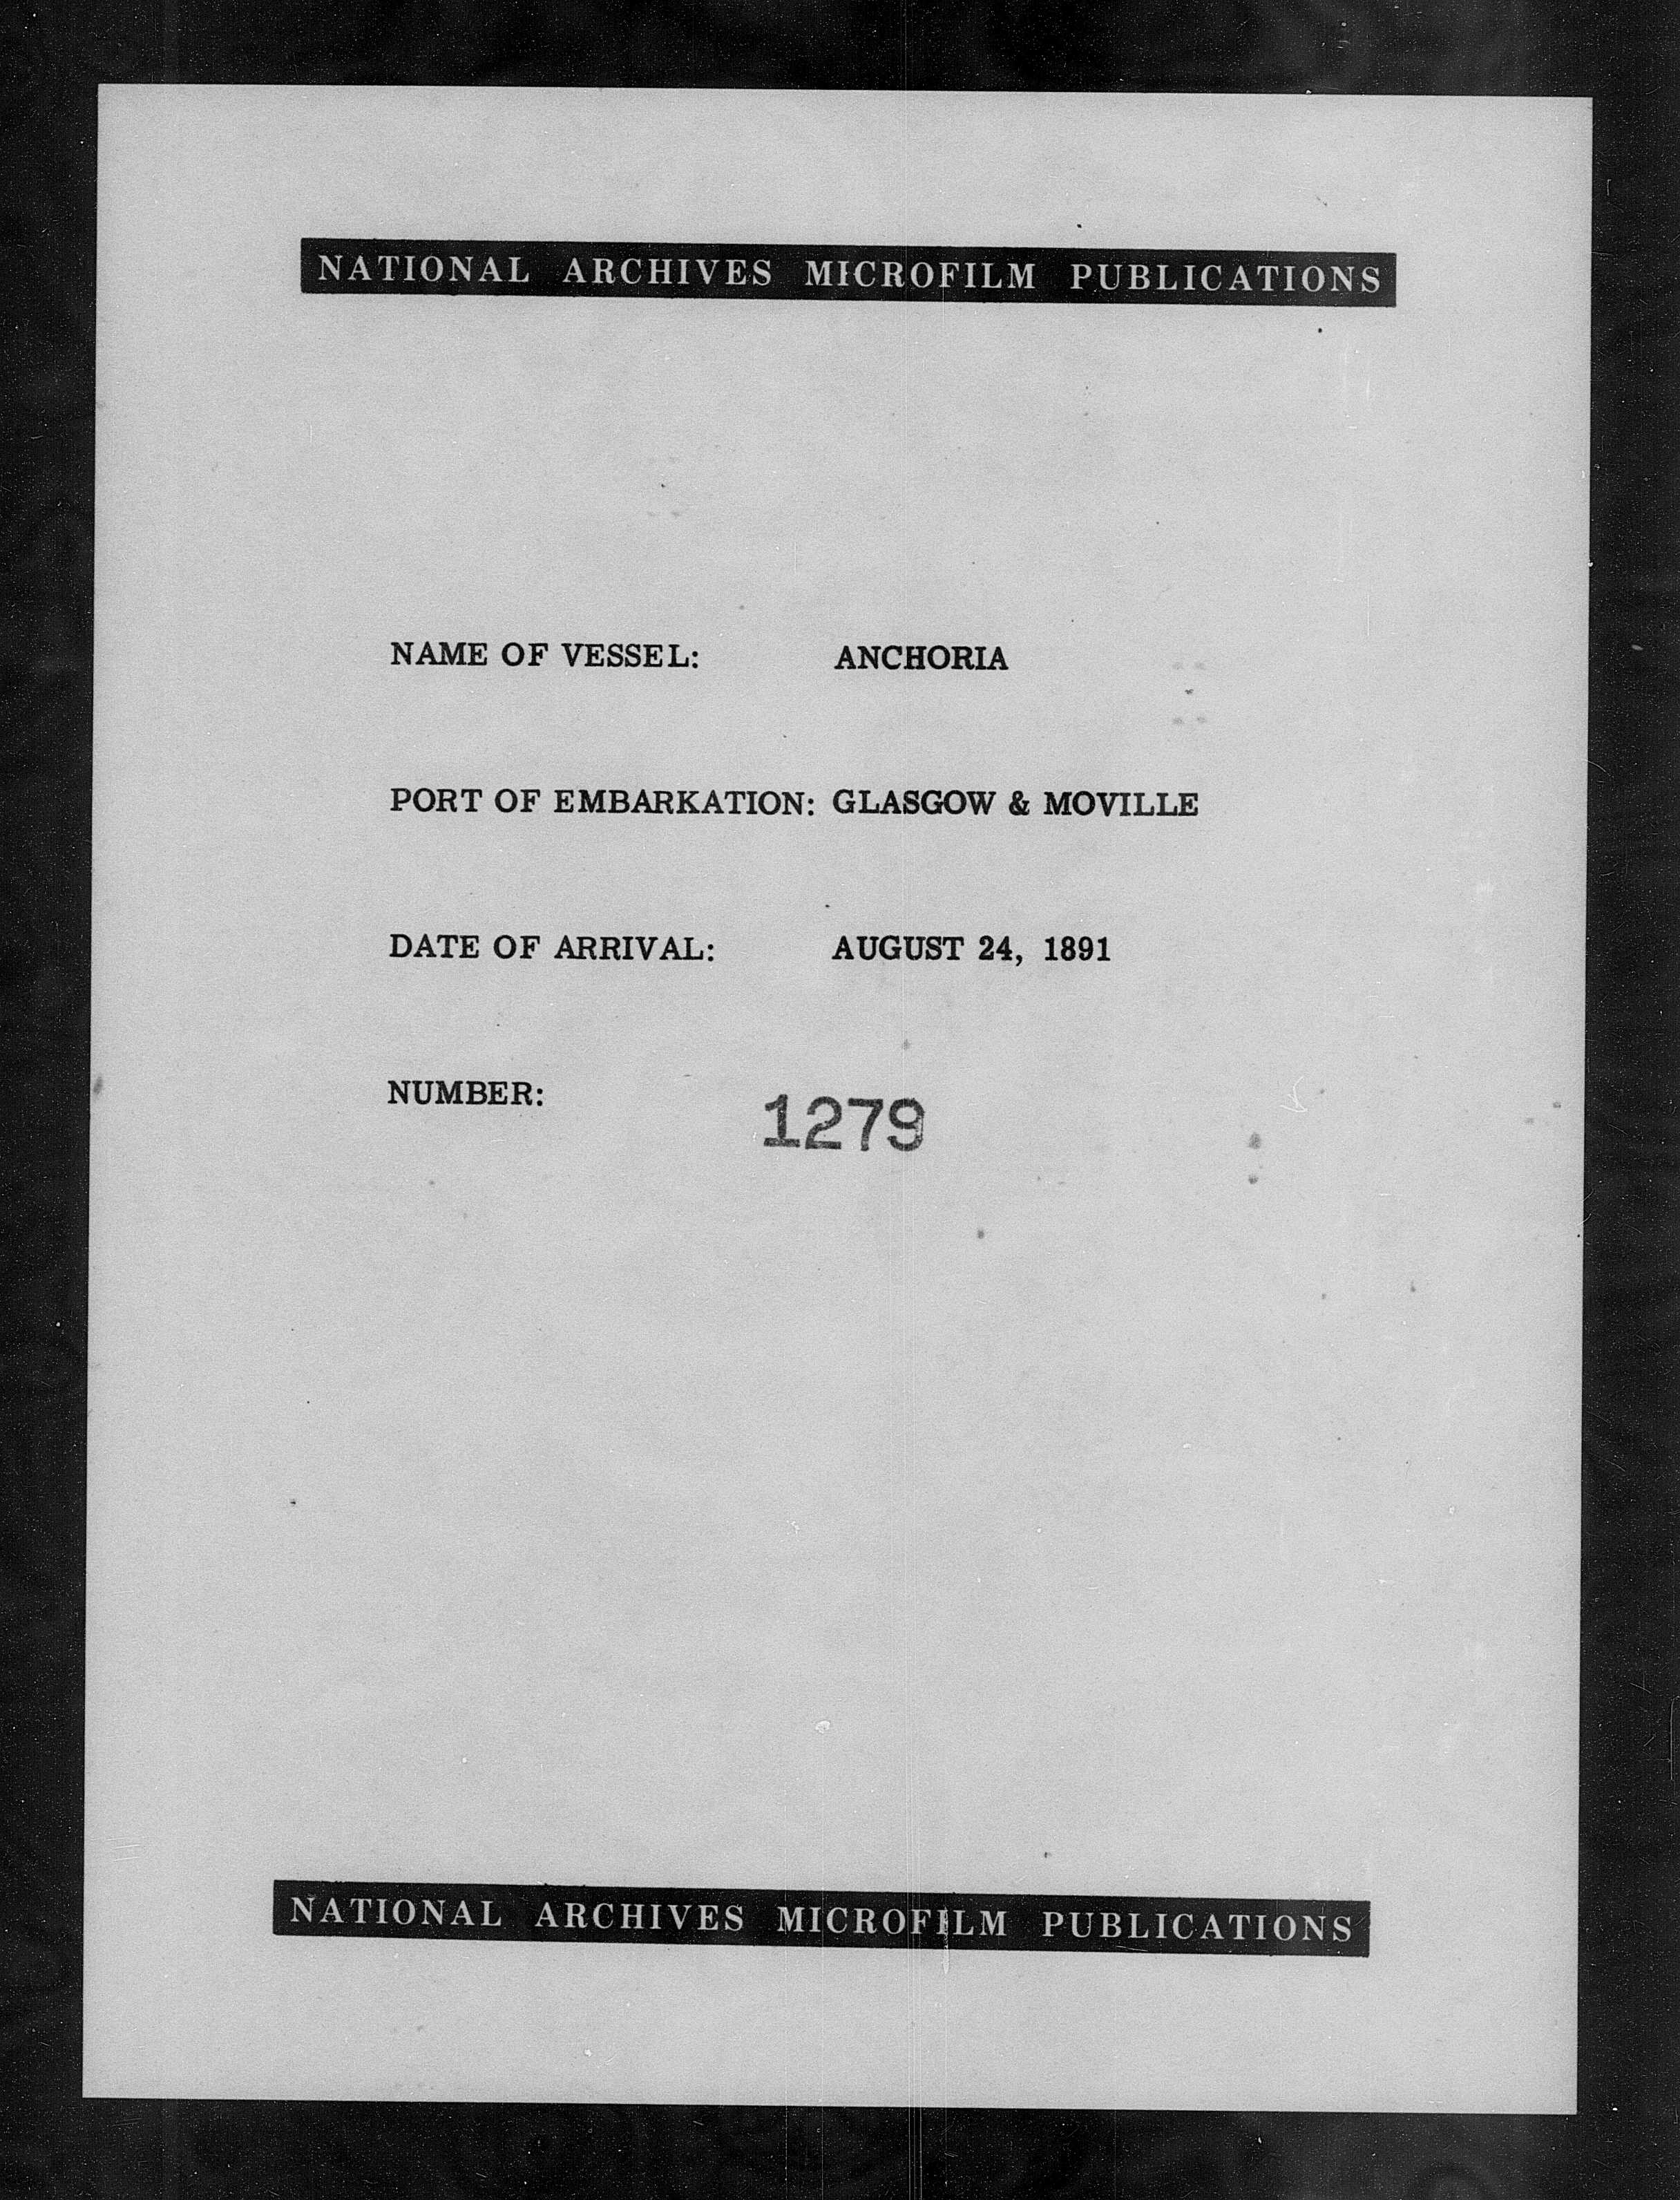 NATIONAL ARCHIVES MICROFILM PUBLICATIONS
NAME OF VESSEL: ANCHORIA
PORT OF EMBARKATION: GLASGOW & MOVILLE
DATE OF ARRIVAL: AUGUST 24, 1891
NUMBER: 1279
NATIONAL ARCHIVES MICROFILM PUBLICATIONS